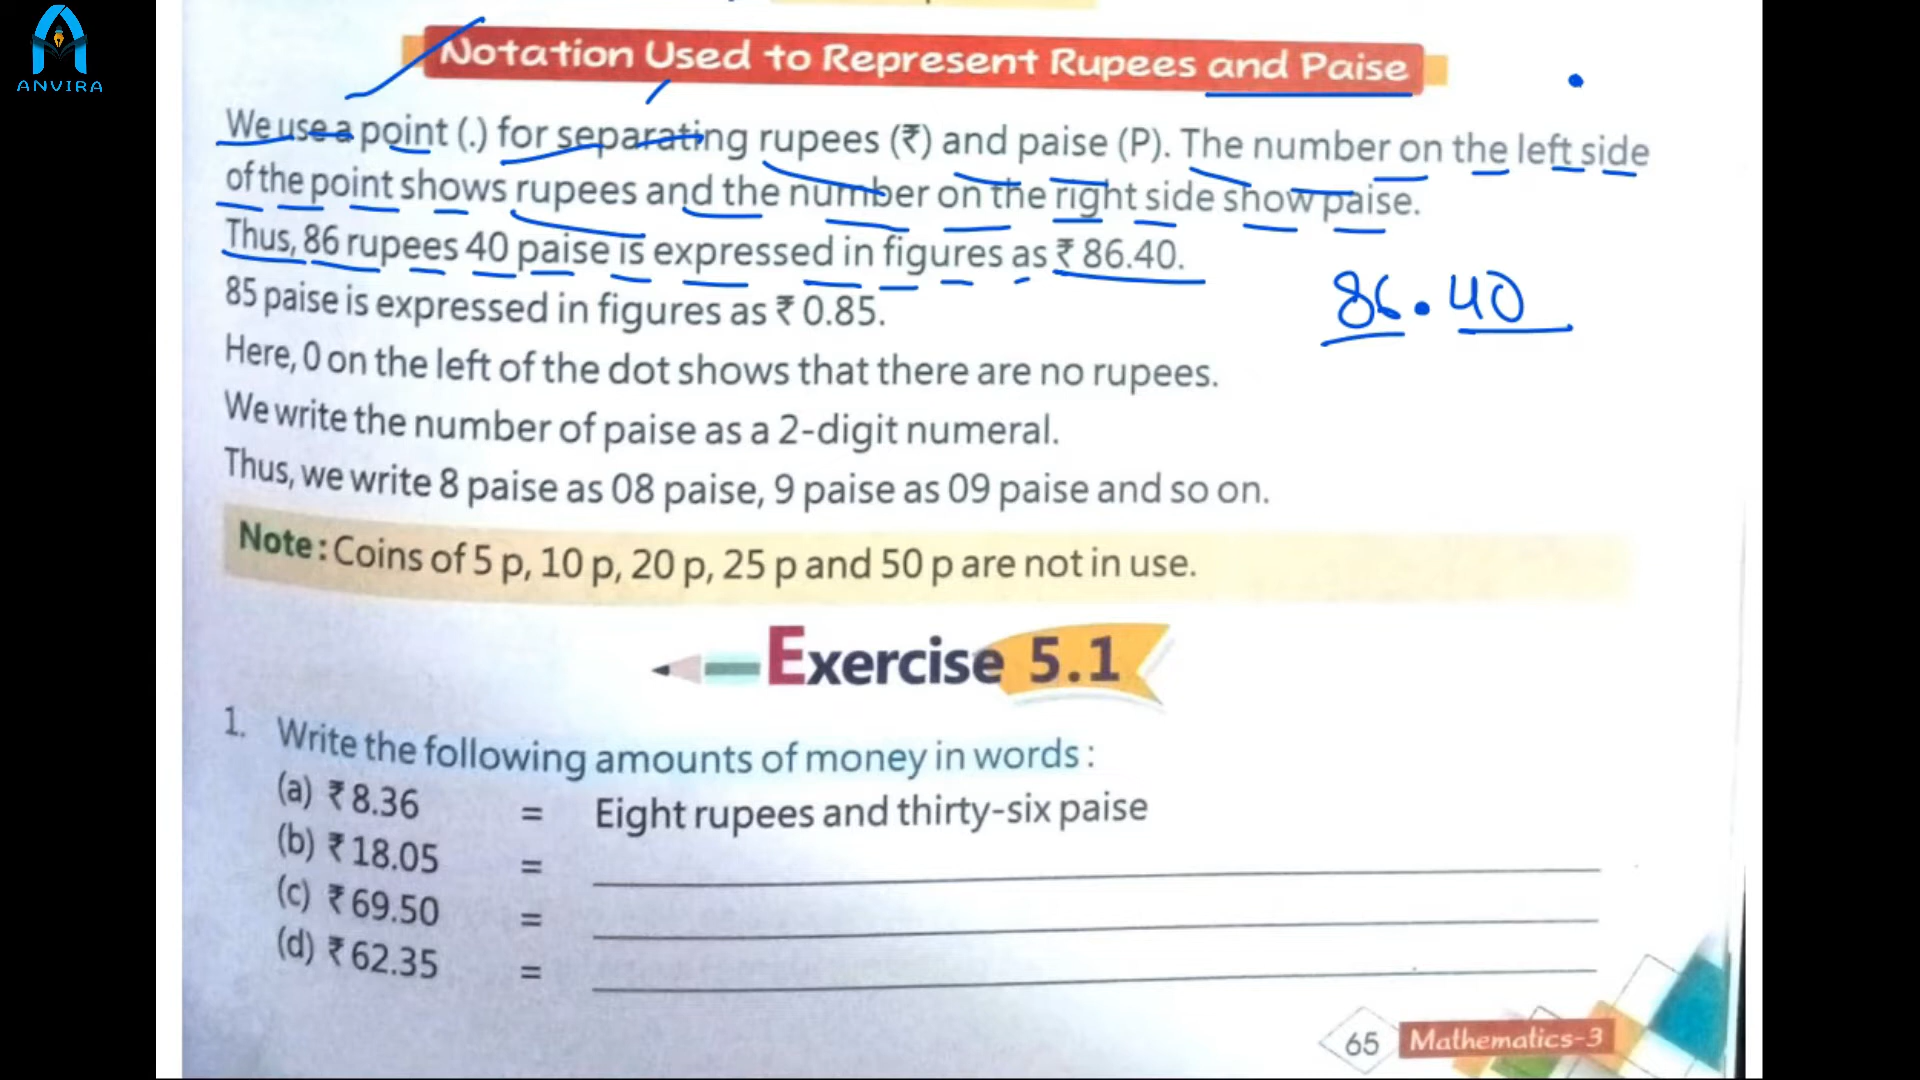 ANVIRA
Notation Used to Represent Rupees and Paise
We use a point (.) for separating rupees (₹) and paise (P). The number on the left side
of the point shows rupees and the number on the right side show paise.
Thus, 86 rupees 40 paise is expressed in figures as ₹ 86.40.
86.40
85 paise is expressed in figures as ₹ 0.85.
Here, 0 on the left of the dot shows that there are no rupees.
We write the number of paise as a 2-digit numeral.
Thus, we write 8 paise as 08 paise, 9 paise as 09 paise and so on.
Note: Coins of 5 p, 10 p, 20 p, 25 p and 50 p are not in use.
Exercise 5.1
1. Write the following amounts of money in words :
(a) ₹ 8.36 = Eight rupees and thirty-six paise
(b) ₹ 18.05 =
(c) ₹ 69.50 =
(d) ₹ 62.35 =
65 Mathematics-3